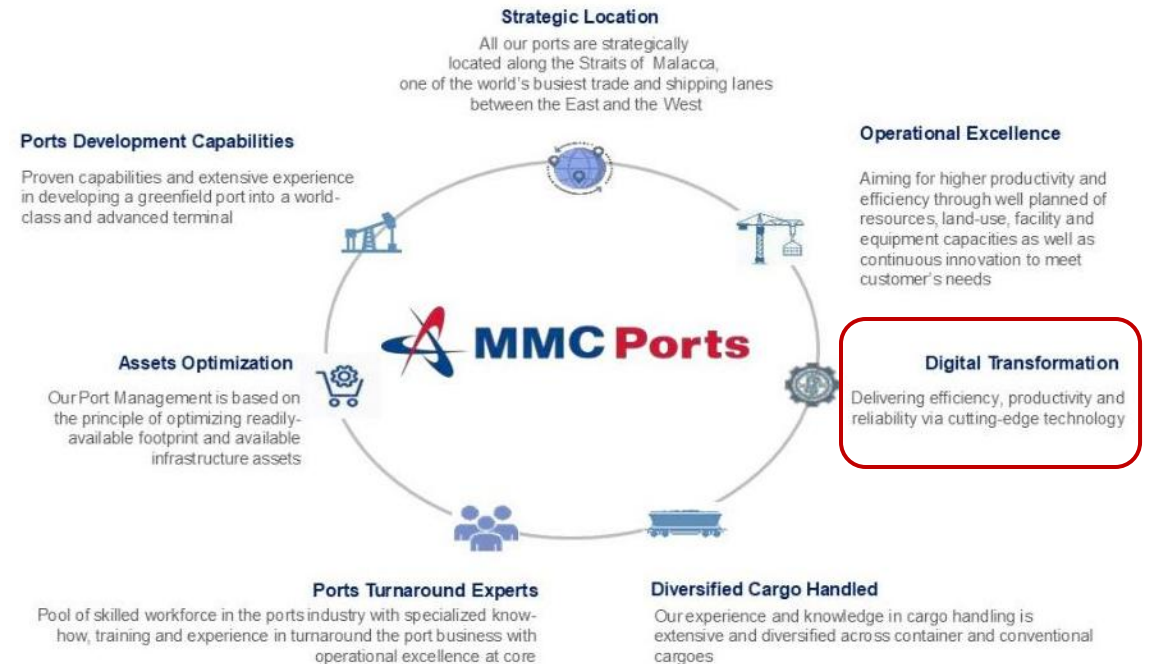 Strategic Location
All our ports are strategically
located along the Straits of Malacca,
one of the world's busiest trade and shipping lanes
between the East and the West
Ports Development Capabilities
Proven capabilities and extensive experience
in developing a greenfield port into a world-
class and advanced terminal
Operational Excellence
Aiming for higher productivity and
efficiency through well planned of
resources, land-use, facility and
equipment capacities as well as
continuous innovation to meet
customer's needs
MMC Ports
Assets Optimization
Our Port Management is based on
the principle of optimizing readily-
available footprint and available
infrastructure assets
Digital Transformation
Delivering efficiency, productivity and
reliability via cutting-edge technology
Ports Turnaround Experts
Pool of skilled workforce in the ports industry with specialized know-
how, training and experience in turnaround the port business with
operational excellence at core
Diversified Cargo Handled
Our experience and knowledge in cargo handling is
extensive and diversified across container and conventional
cargoes